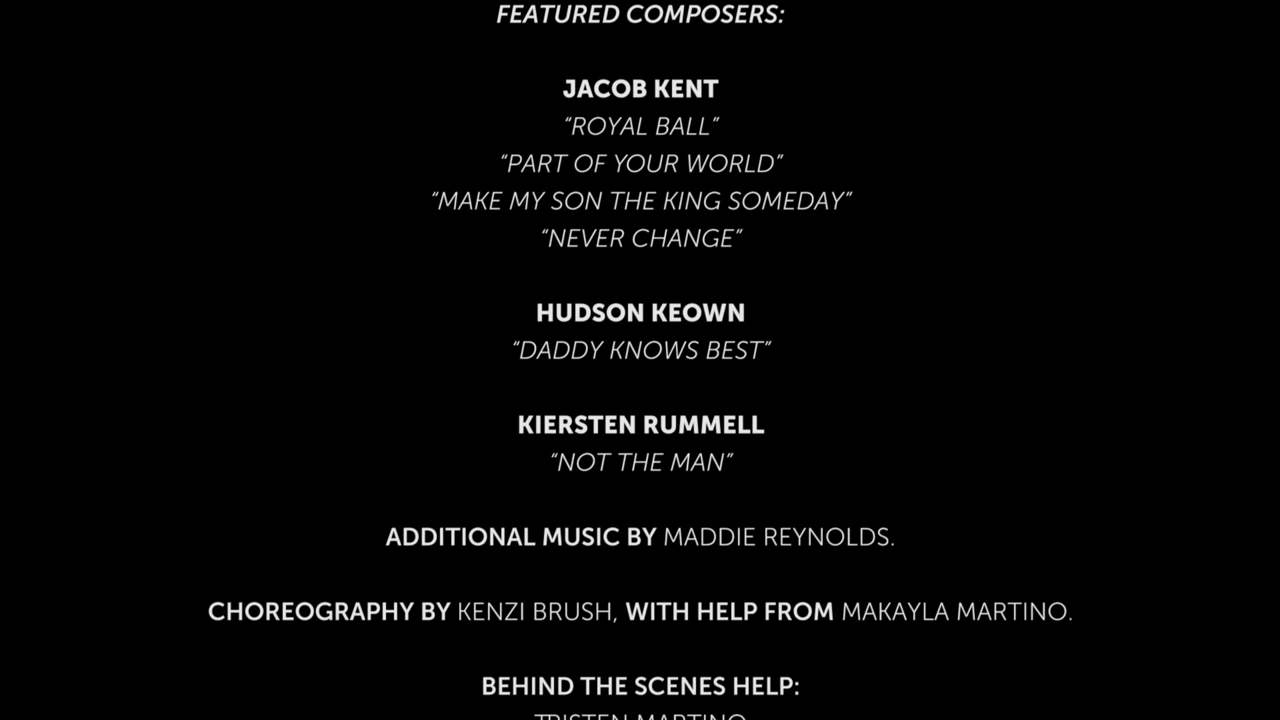 FEATURED COMPOSERS:
JACOB KENT
“ROYAL BALL”
“PART OF YOUR WORLD”
“MAKE MY SON THE KING SOMEDAY”
“NEVER CHANGE”
HUDSON KEOWN
“DADDY KNOWS BEST”
KIERSTEN RUMMELL
“NOT THE MAN”
ADDITIONAL MUSIC BY MADDIE REYNOLDS.
CHOREOGRAPHY BY KENZI BRUSH, WITH HELP FROM MAKAYLA MARTINO.
BEHIND THE SCENES HELP:
TRISTEN MARTINO